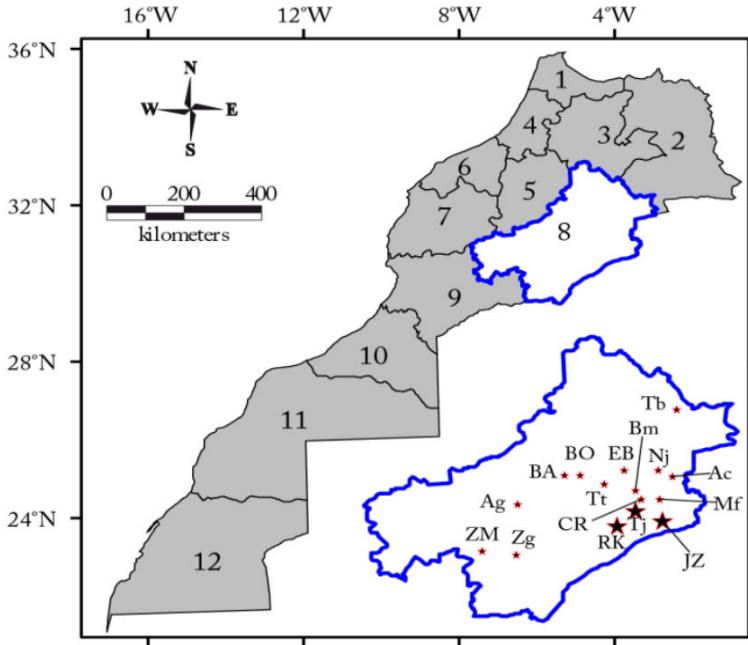 16°W 12°W 8°W 4°W
36°N
32°N
28°N
24°N
N
W E
S
0 200 400
kilometers
1
2
3
4
5
6
7
8
9
10
11
12
Tb
Bm
BO EB Nj
BA Ac
Tt
Ag Mf
CR
Tj
ZM Zg RK
JZ